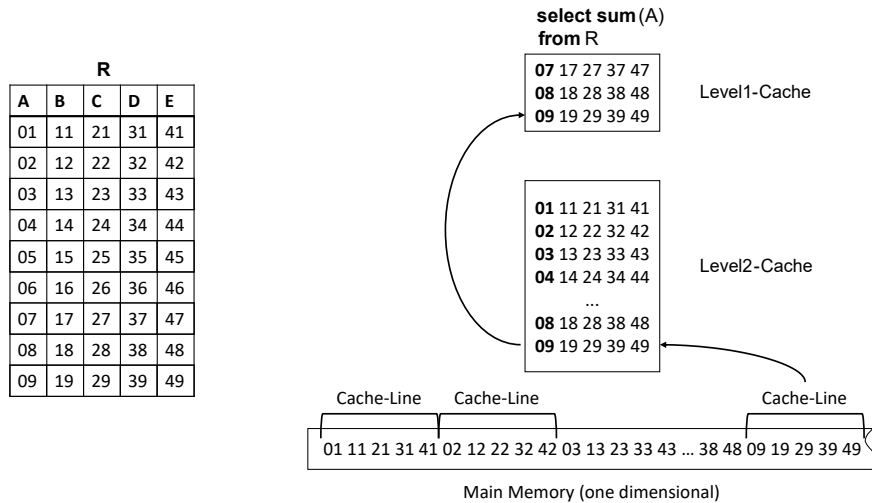 R
A B C D E
01 11 21 31 41
02 12 22 32 42
03 13 23 33 43
04 14 24 34 44
05 15 25 35 45
06 16 26 36 46
07 17 27 37 47
08 18 28 38 48
09 19 29 39 49
select sum(A)
from R
07 17 27 37 47
08 18 28 38 48
09 19 29 39 49
Level1-Cache
01 11 21 31 41
02 12 22 32 42
03 13 23 33 43
04 14 24 34 44
...
08 18 28 38 48
09 19 29 39 49
Level2-Cache
Cache-Line Cache-Line Cache-Line
01 11 21 31 41 02 12 22 32 42 03 13 23 33 43 ... 38 48 09 19 29 39 49
Main Memory (one dimensional)